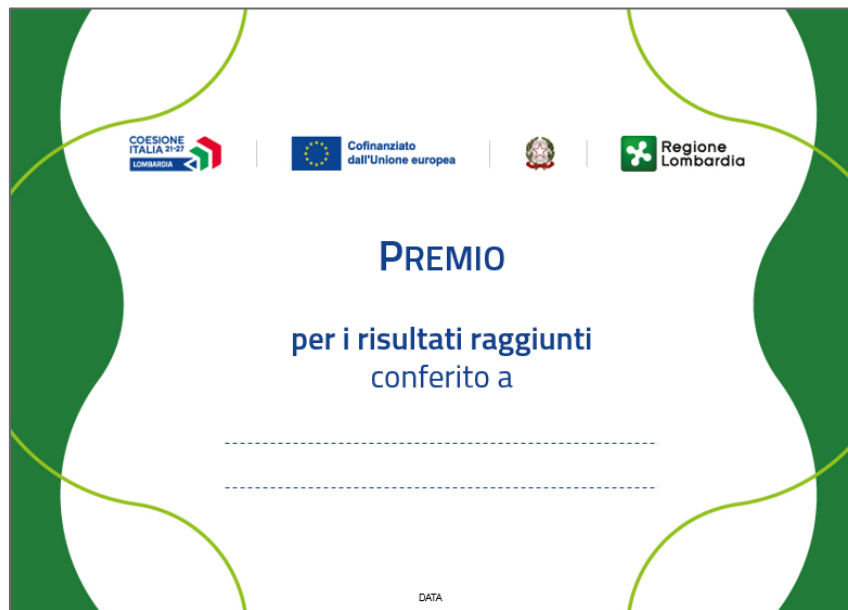 COESIONE
ITALIA 21-27
LOMBARDIA
Cofinanziato
dall'Unione europea
Regione
Lombardia
PREMIO
per i risultati raggiunti
conferito a
DATA